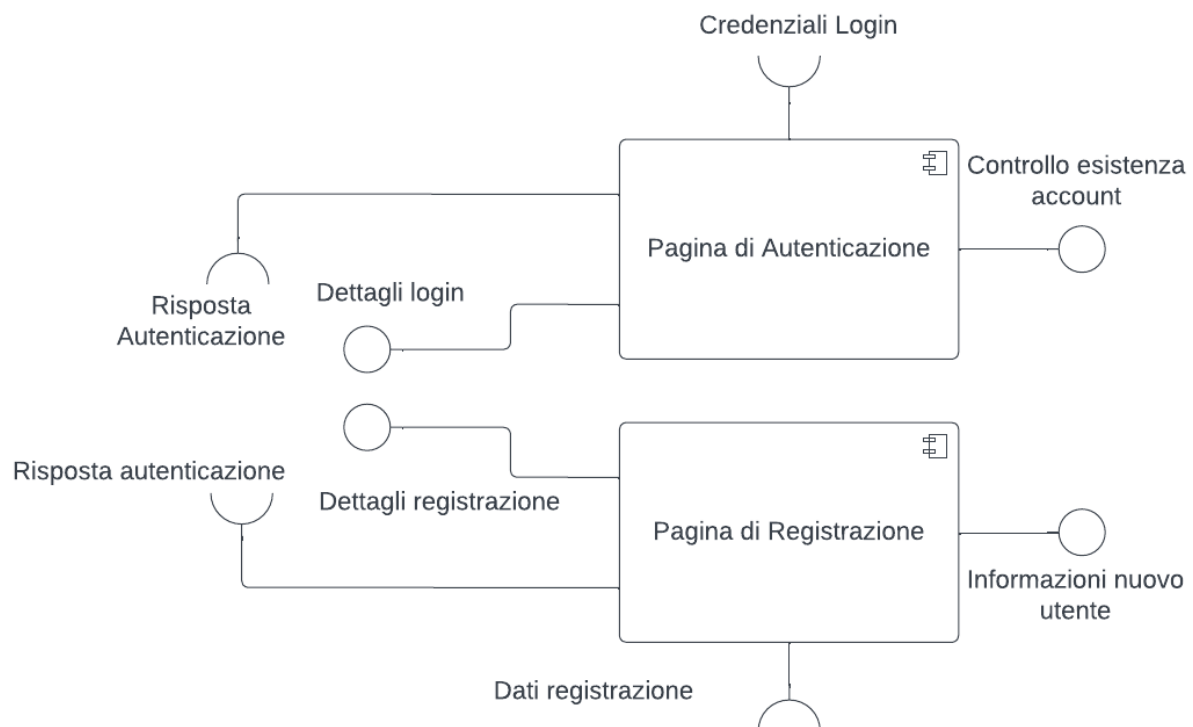 Credenziali Login
Controllo esistenza
account
Pagina di Autenticazione
Dettagli login
Risposta
Autenticazione
Risposta autenticazione
Dettagli registrazione
Pagina di Registrazione
Informazioni nuovo
utente
Dati registrazione